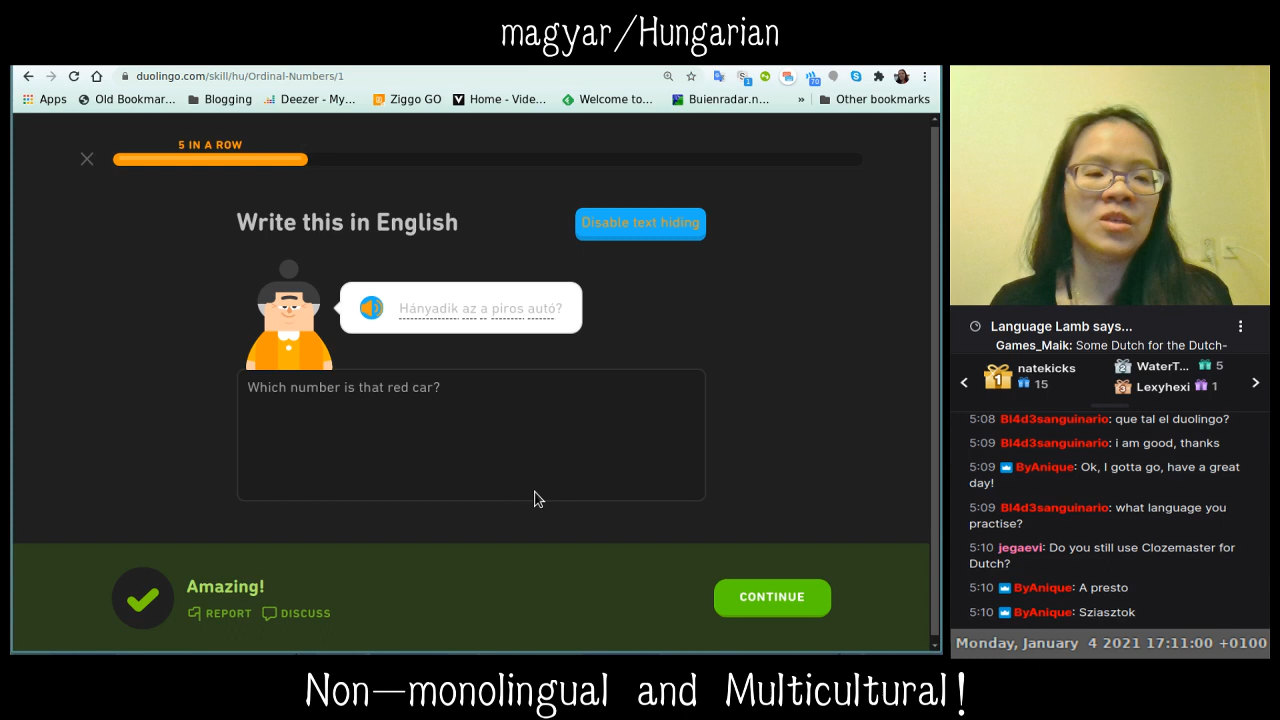 magyar/Hungarian
duolingo.com/skill/hu/Ordinal-Numbers/1
1
70
Apps
Old Bookmar...
Blogging
Deezer - My...
Ziggo GO
Home - Vide...
Welcome to...
Buienradar.n...
»
Other bookmarks
5 IN A ROW
Write this in English
Disable text hiding
Hányadik az a piros autó?
Which number is that red car?
Amazing!
REPORT
DISCUSS
CONTINUE
Language Lamb says...
Games_Maik: Some Dutch for the Dutch-
1
natekicks
15
2
WaterT...
5
3
Lexyhexi
1
5:08 Bl4d3sanguinario: que tal el duolingo?
5:09 Bl4d3sanguinario: i am good, thanks
5:09 ByAnique: Ok, I gotta go, have a great
day!
5:09 Bl4d3sanguinario: what language you
practise?
5:10 jegaevi: Do you still use Clozemaster for
Dutch?
5:10 ByAnique: A presto
5:10 ByAnique: Sziasztok
Monday, January 4 2021 17:11:00 +0100
Non-monolingual and Multicultural!